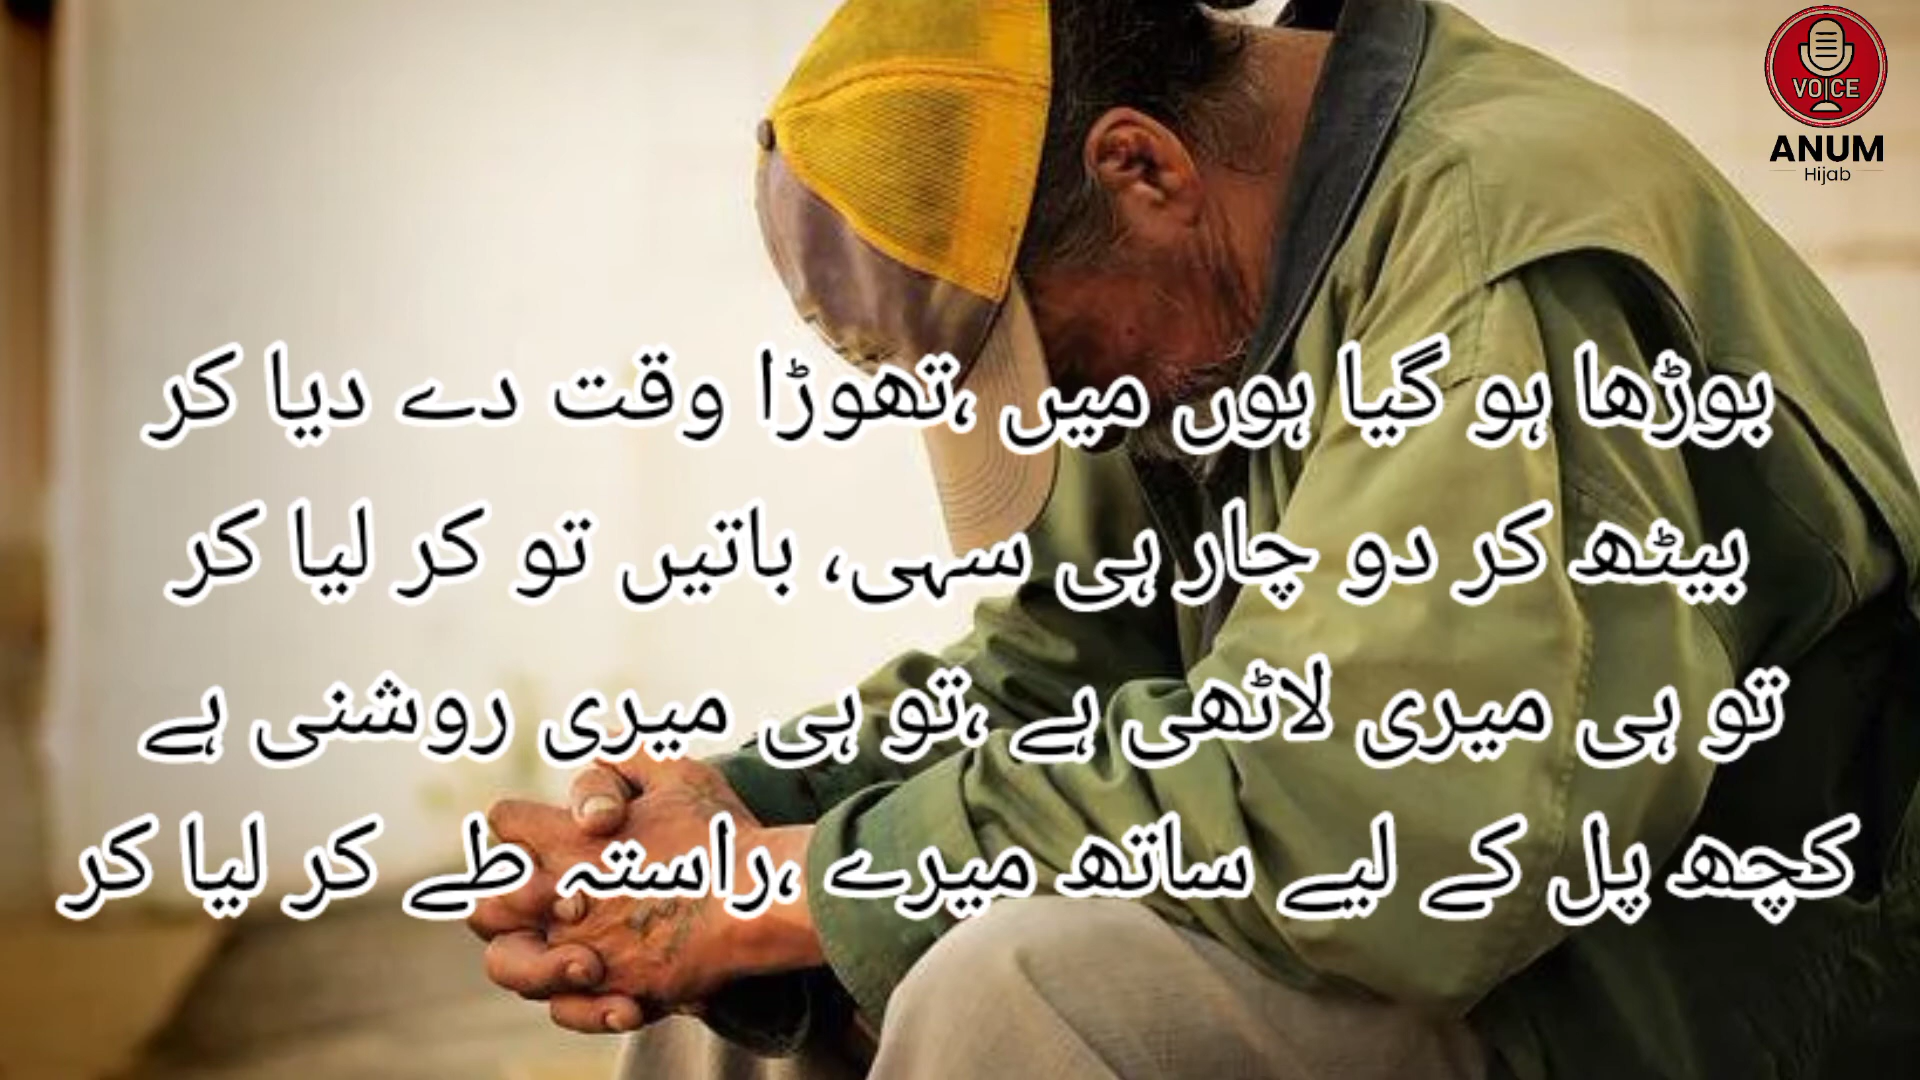 VOICE
ANUM
Hijab
بوڑھا ہو گیا ہوں میں ،تھوڑا وقت دے دیا کر
بیٹھ کر دو چار ہی سہی، باتیں تو کر لیا کر
تو ہی میری لاٹھی ہے ،تو ہی میری روشنی ہے
کچھ پل کے لیے ساتھ میرے ،راستہ طے کر لیا کر